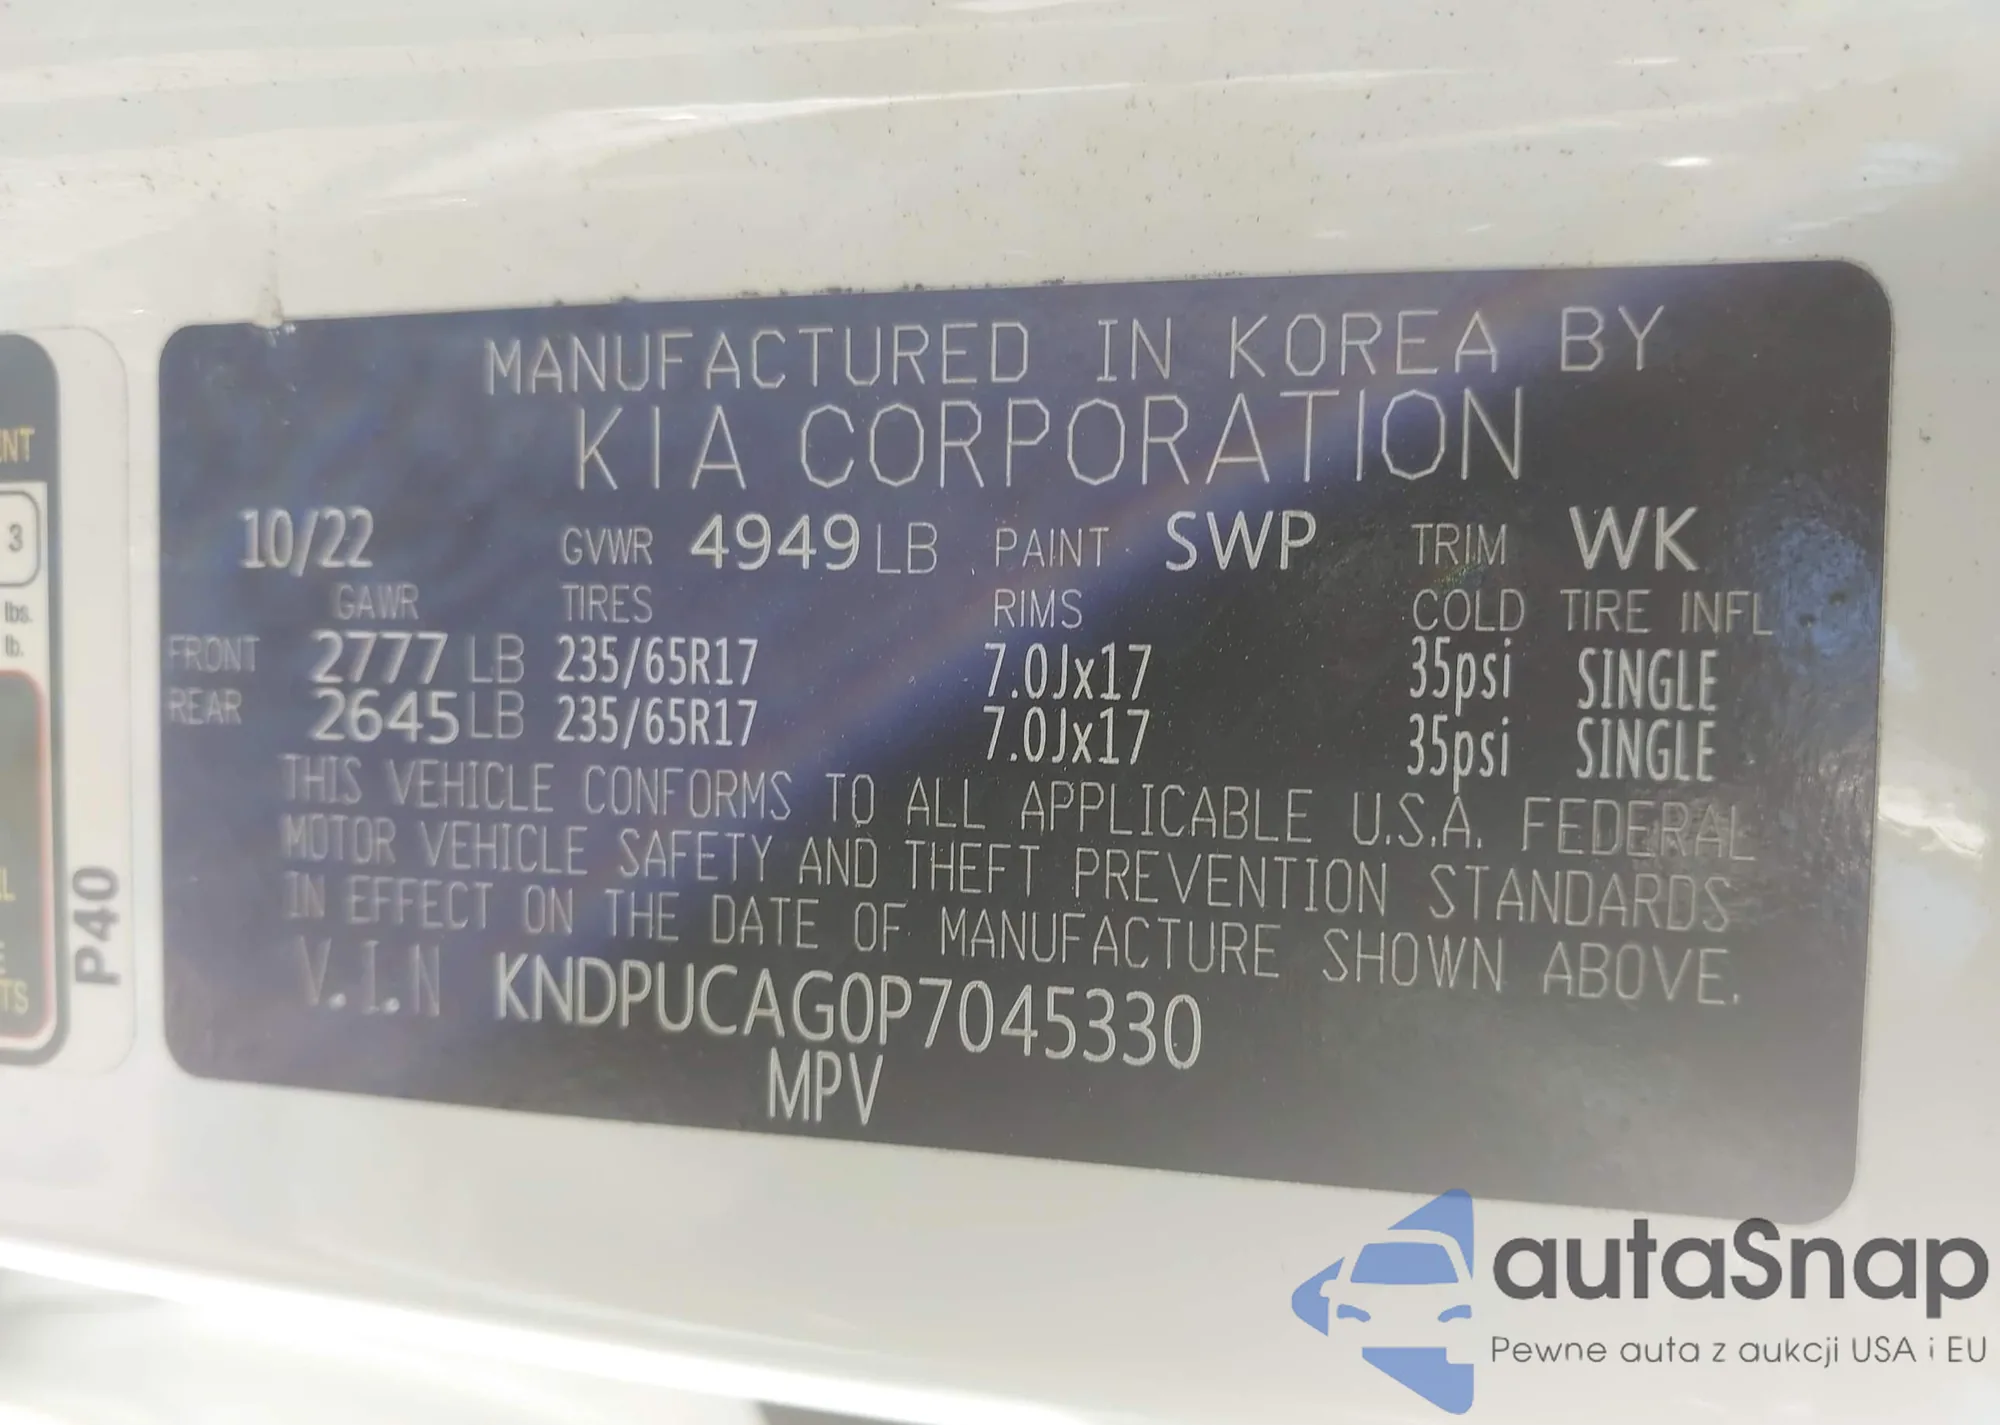 MANUFACTURED IN KOREA BY
KIA CORPORATION
10/22 GVWR 4949 LB PAINT SWP TRIM WK
GAWR TIRES RIMS COLD TIRE INFL
FRONT 2777 LB 235/65R17 7.0Jx17 35psi SINGLE
REAR 2645 LB 235/65R17 7.0Jx17 35psi SINGLE
THIS VEHICLE CONFORMS TO ALL APPLICABLE U.S.A. FEDERAL
MOTOR VEHICLE SAFETY AND THEFT PREVENTION STANDARDS
IN EFFECT ON THE DATE OF MANUFACTURE SHOWN ABOVE.
V.I.N KNDPUCAG0P7045330
MPV
3
lbs.
lb.
P40
autaSnap
Pewne auta z aukcji USA i EU